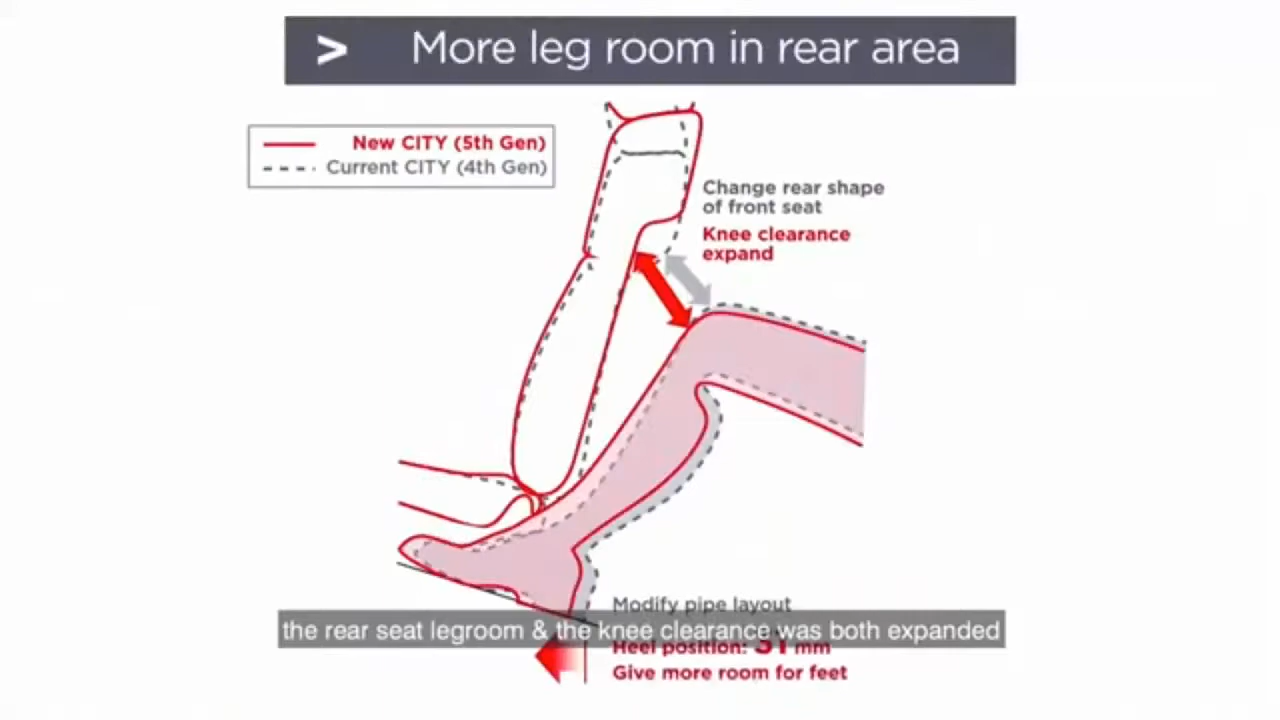 > More leg room in rear area
New CITY (5th Gen)
Current CITY (4th Gen)
Change rear shape
of front seat
Knee clearance
expand
Modify pipe layout
the rear seat legroom & the knee clearance was both expanded
Heel position: 31 mm
Give more room for feet